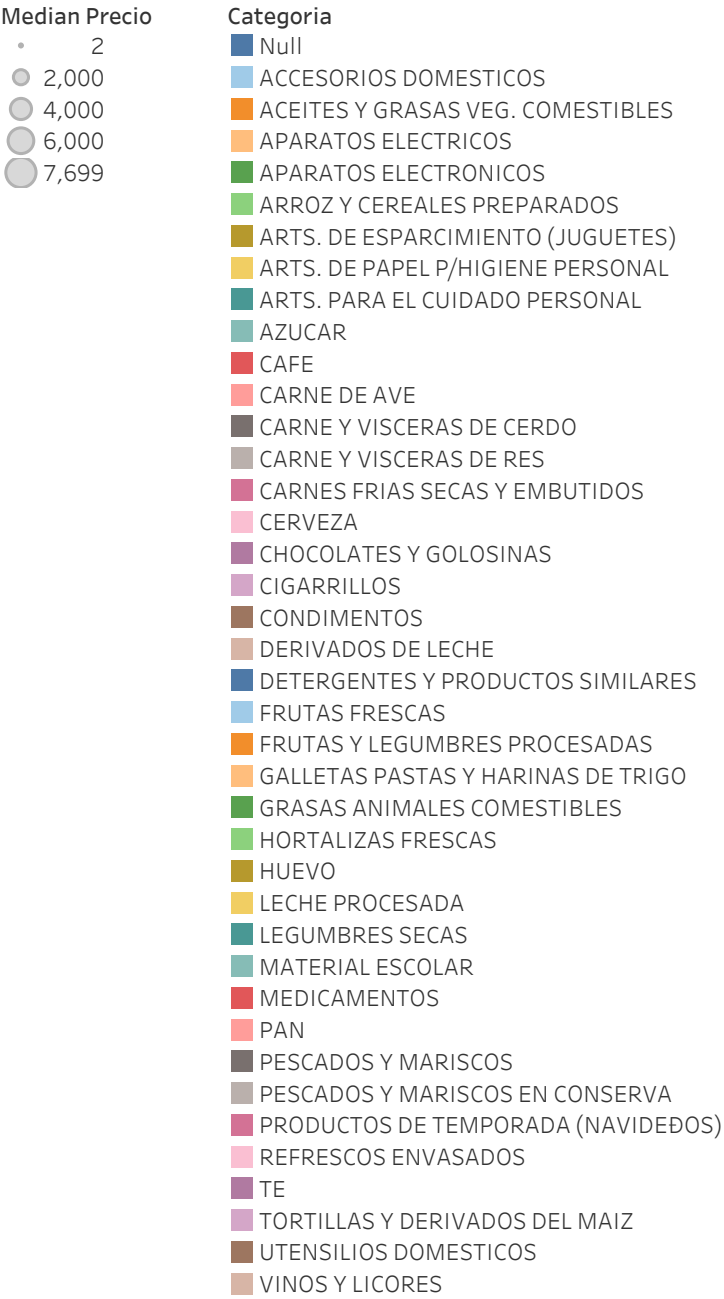 Median Precio
2
2,000
4,000
6,000
7,699
Categoria
Null
ACCESORIOS DOMESTICOS
ACEITES Y GRASAS VEG. COMESTIBLES
APARATOS ELECTRICOS
APARATOS ELECTRONICOS
ARROZ Y CEREALES PREPARADOS
ARTS. DE ESPARCIMIENTO (JUGUETES)
ARTS. DE PAPEL P/HIGIENE PERSONAL
ARTS. PARA EL CUIDADO PERSONAL
AZUCAR
CAFE
CARNE DE AVE
CARNE Y VISCERAS DE CERDO
CARNE Y VISCERAS DE RES
CARNES FRIAS SECAS Y EMBUTIDOS
CERVEZA
CHOCOLATES Y GOLOSINAS
CIGARRILLOS
CONDIMENTOS
DERIVADOS DE LECHE
DETERGENTES Y PRODUCTOS SIMILARES
FRUTAS FRESCAS
FRUTAS Y LEGUMBRES PROCESADAS
GALLETAS PASTAS Y HARINAS DE TRIGO
GRASAS ANIMALES COMESTIBLES
HORTALIZAS FRESCAS
HUEVO
LECHE PROCESADA
LEGUMBRES SECAS
MATERIAL ESCOLAR
MEDICAMENTOS
PAN
PESCADOS Y MARISCOS
PESCADOS Y MARISCOS EN CONSERVA
PRODUCTOS DE TEMPORADA (NAVIDEÐOS)
REFRESCOS ENVASADOS
TE
TORTILLAS Y DERIVADOS DEL MAIZ
UTENSILIOS DOMESTICOS
VINOS Y LICORES